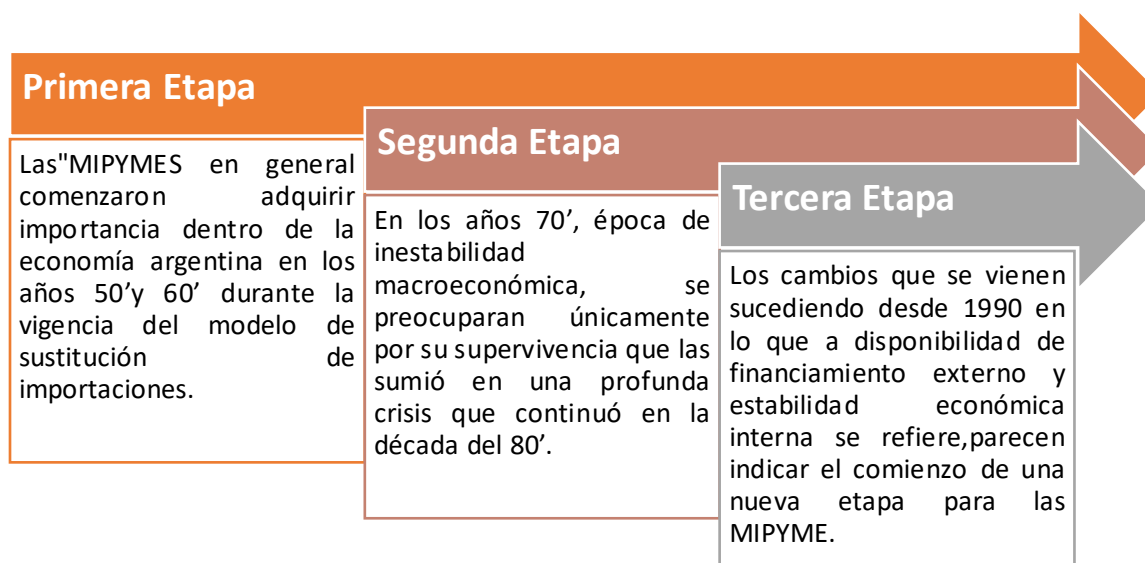 Primera Etapa
Las"MIPYMES en general
comenzaron adquirir
importancia dentro de la
economía argentina en los
años 50’y 60’ durante la
vigencia del modelo de
sustitución de
importaciones.
Segunda Etapa
En los años 70’, época de
inestabilidad
macroeconómica, se
preocuparan únicamente
por su supervivencia que las
sumió en una profunda
crisis que continuó en la
década del 80’.
Tercera Etapa
Los cambios que se vienen
sucediendo desde 1990 en
lo que a disponibilidad de
financiamiento externo y
estabilidad económica
interna se refiere,parecen
indicar el comienzo de una
nueva etapa para las
MIPYME.